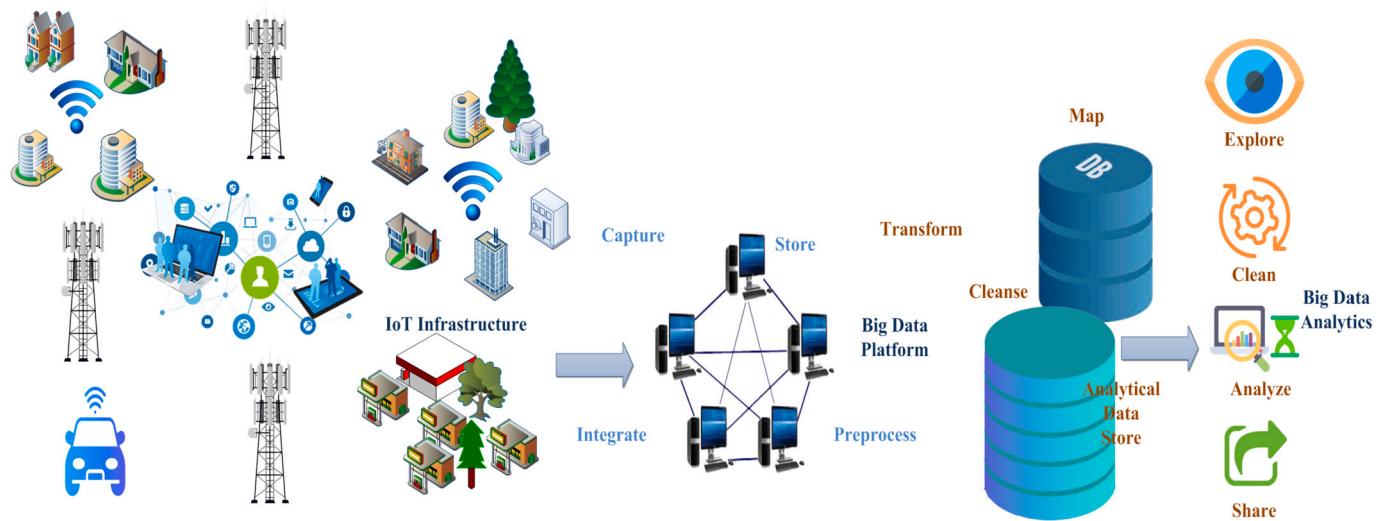 IoT Infrastructure
Capture
Store
Integrate
Preprocess
Big Data
Platform
Transform
Cleanse
Map
DB
Analytical
Data
Store
Explore
Clean
Analyze
Share
Big Data
Analytics